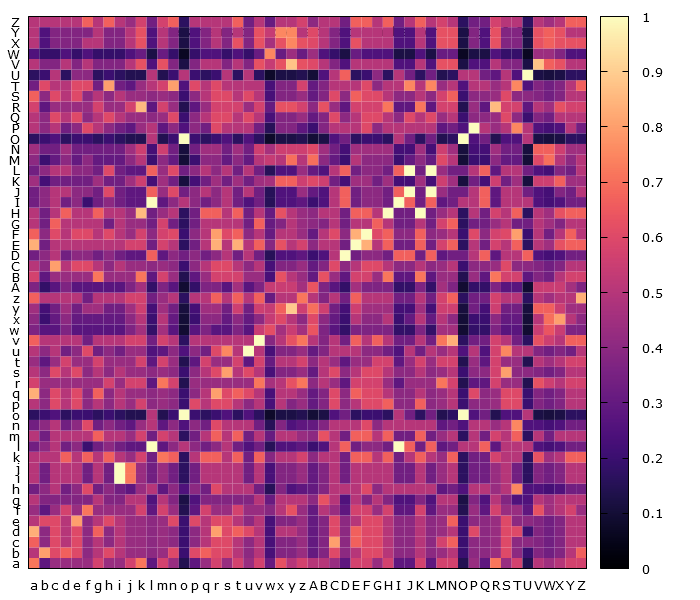 Z
Y
X
W
V
U
T
S
R
Q
P
O
N
M
L
K
J
I
H
G
F
E
D
C
B
A
z
y
x
w
v
u
t
s
r
q
p
o
n
m
l
k
j
i
h
g
f
e
d
c
b
a
a b c d e f g h i j k l m n o p q r s t u v w x y z A B C D E F G H I J K L M N O P Q R S T U V W X Y Z
1
0.9
0.8
0.7
0.6
0.5
0.4
0.3
0.2
0.1
0